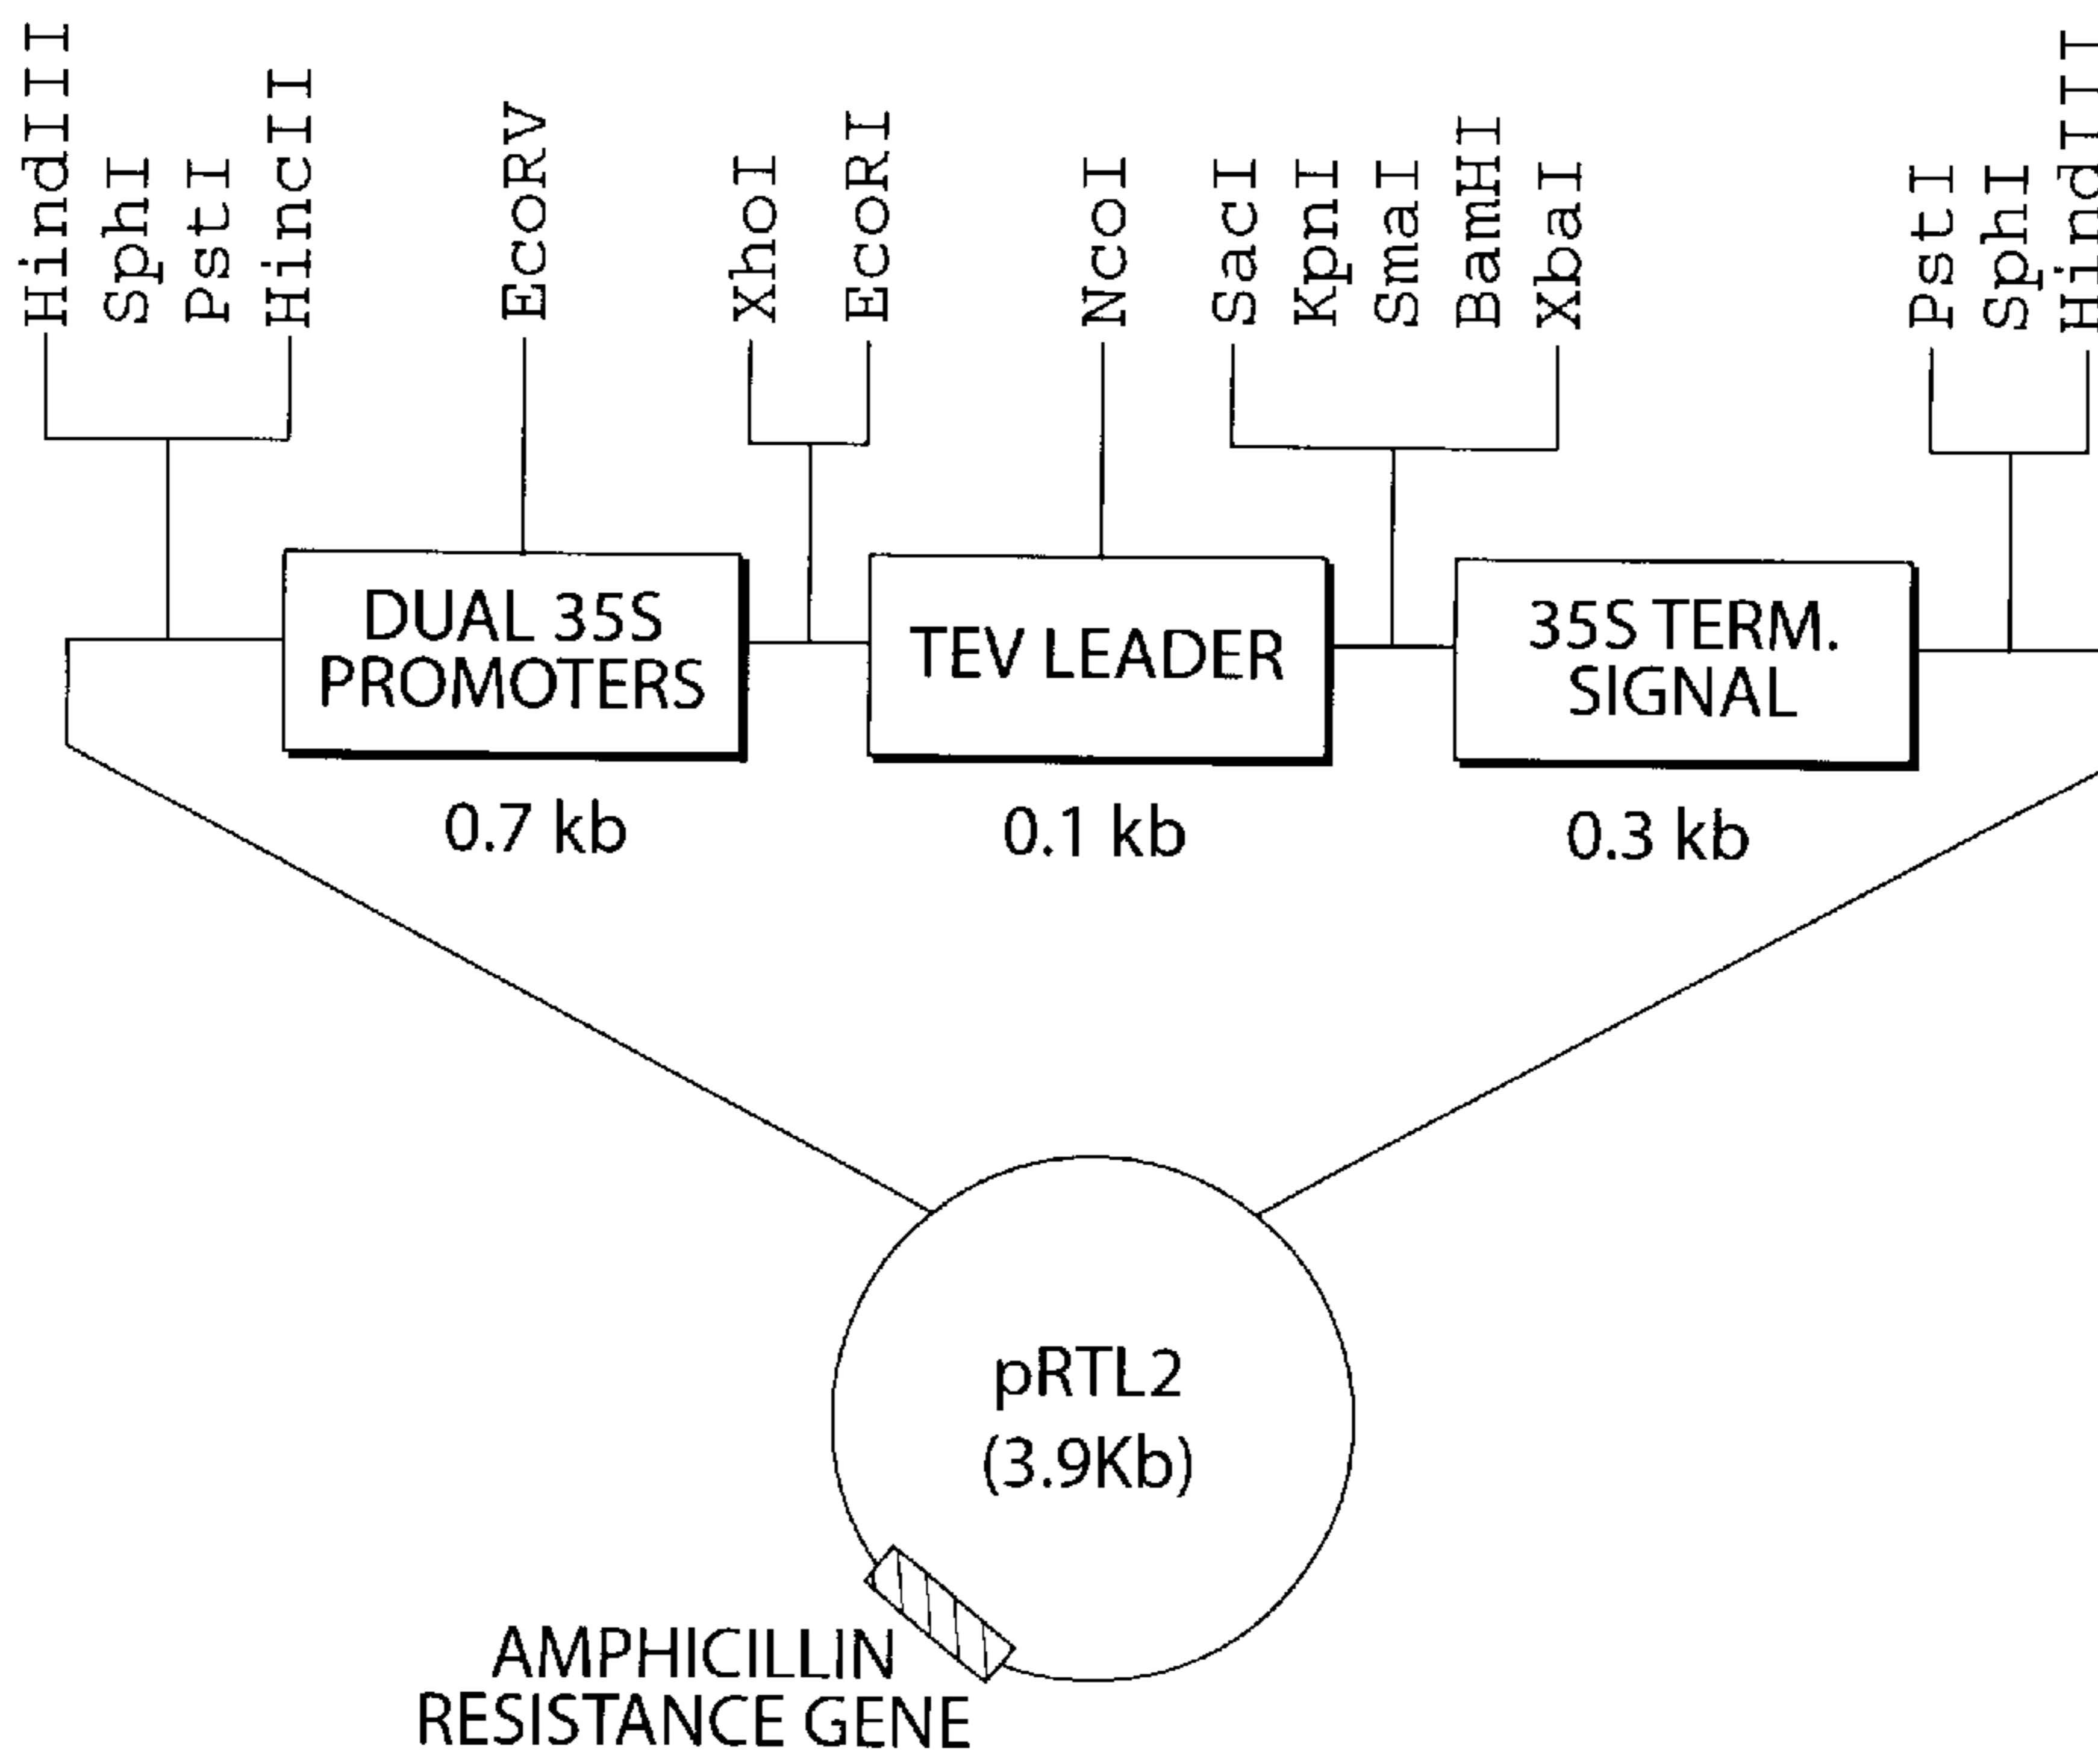 HindIII
SphI
PstI
HincII
EcoRV
XhoI
EcoRI
NcoI
SacI
KpnI
SmaI
BamHI
XbaI
PstI
SphI
HindIII
DUAL 35S
PROMOTERS
TEV LEADER
35S TERM.
SIGNAL
0.7 kb
0.1 kb
0.3 kb
pRTL2
(3.9Kb)
AMPHICILLIN
RESISTANCE GENE